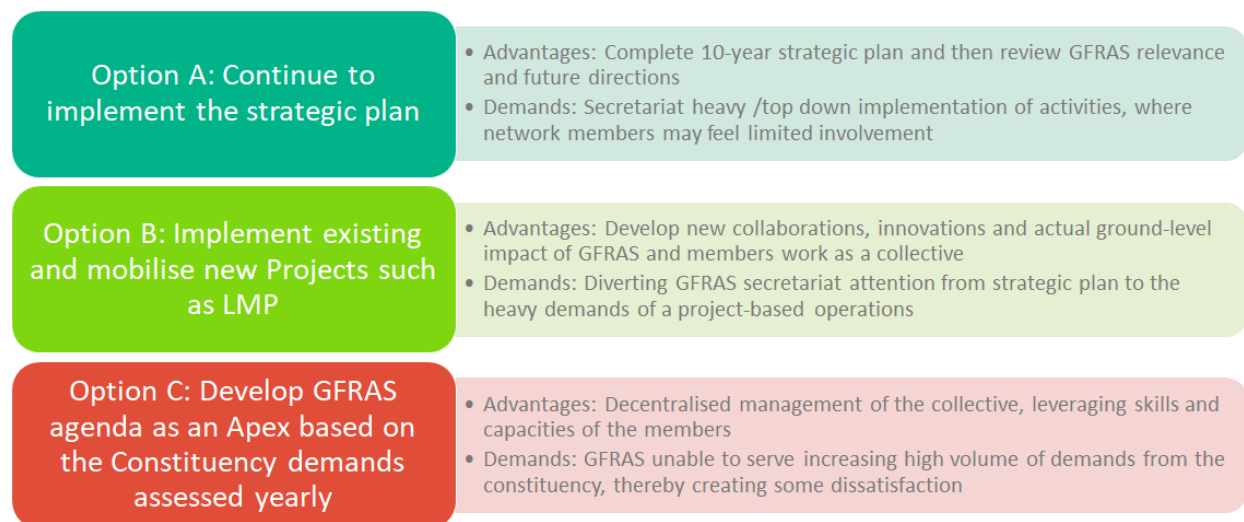 Option A: Continue to
implement the strategic plan
• Advantages: Complete 10-year strategic plan and then review GFRAS relevance
and future directions
• Demands: Secretariat heavy /top down implementation of activities, where
network members may feel limited involvement
Option B: Implement existing
and mobilise new Projects such
as LMP
• Advantages: Develop new collaborations, innovations and actual ground-level
impact of GFRAS and members work as a collective
• Demands: Diverting GFRAS secretariat attention from strategic plan to the
heavy demands of a project-based operations
Option C: Develop GFRAS
agenda as an Apex based on
the Constituency demands
assessed yearly
• Advantages: Decentralised management of the collective, leveraging skills and
capacities of the members
• Demands: GFRAS unable to serve increasing high volume of demands from the
constituency, thereby creating some dissatisfaction